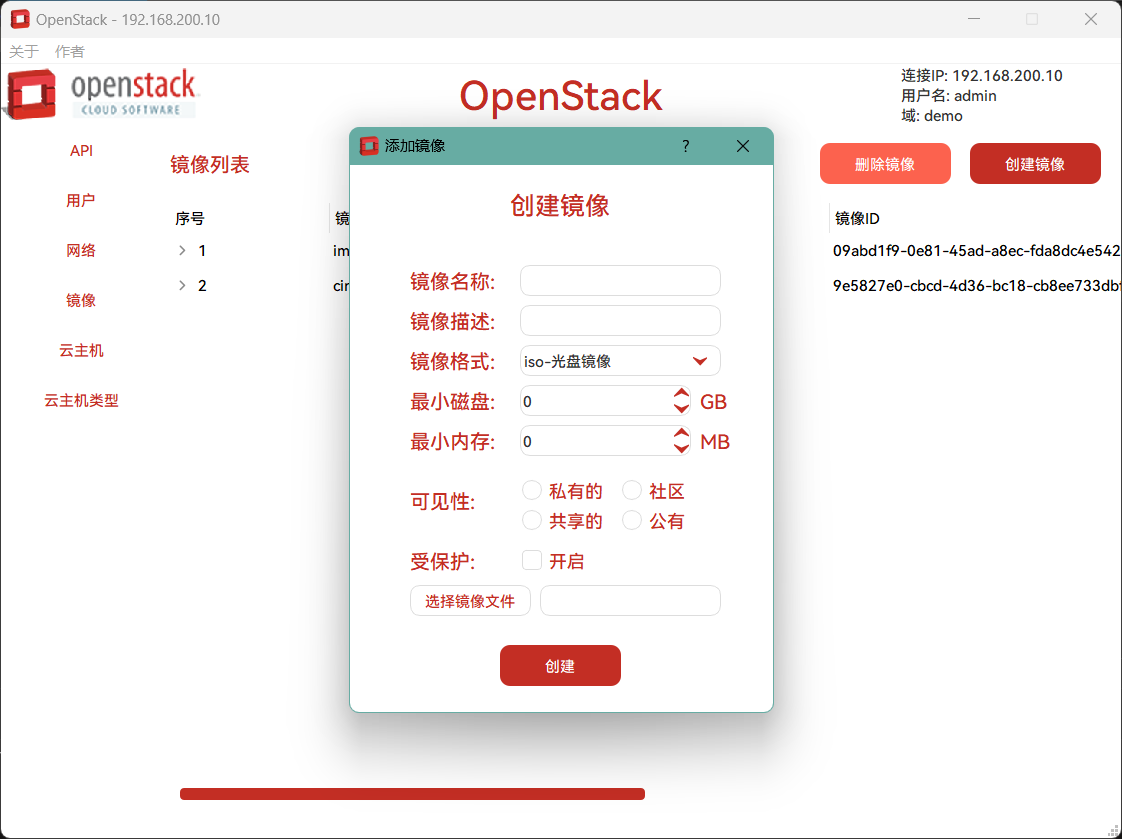 OpenStack - 192.168.200.10
关于 作者
openstack
CLOUD SOFTWARE
OpenStack
连接IP: 192.168.200.10
用户名: admin
域: demo
API
用户
网络
镜像
云主机
云主机类型
镜像列表
删除镜像
创建镜像
序号 镜 镜像ID
1 im 09abd1f9-0e81-45ad-a8ec-fda8dc4e542
2 cir 9e5827e0-cbcd-4d36-bc18-cb8ee733db
添加镜像 ?
创建镜像
镜像名称:
镜像描述:
镜像格式: iso-光盘镜像
最小磁盘: 0 GB
最小内存: 0 MB
可见性:
私有的 社区
共享的 公有
受保护: 开启
选择镜像文件
创建